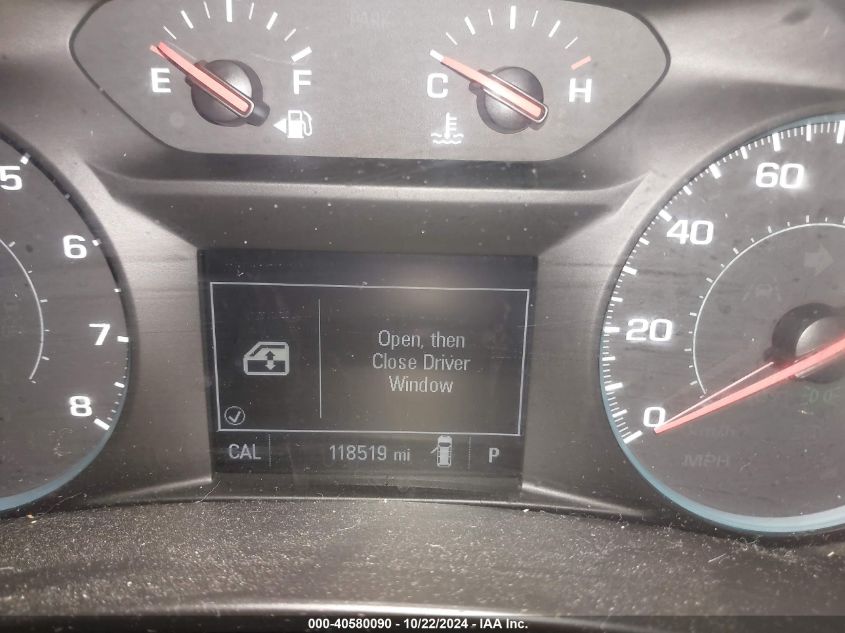 E F
C H
5
6
7
8
60
40
20
0
MPH
Open, then
Close Driver
Window
CAL 118519 mi P
000-40580090 - 10/22/2024 - IAA Inc.